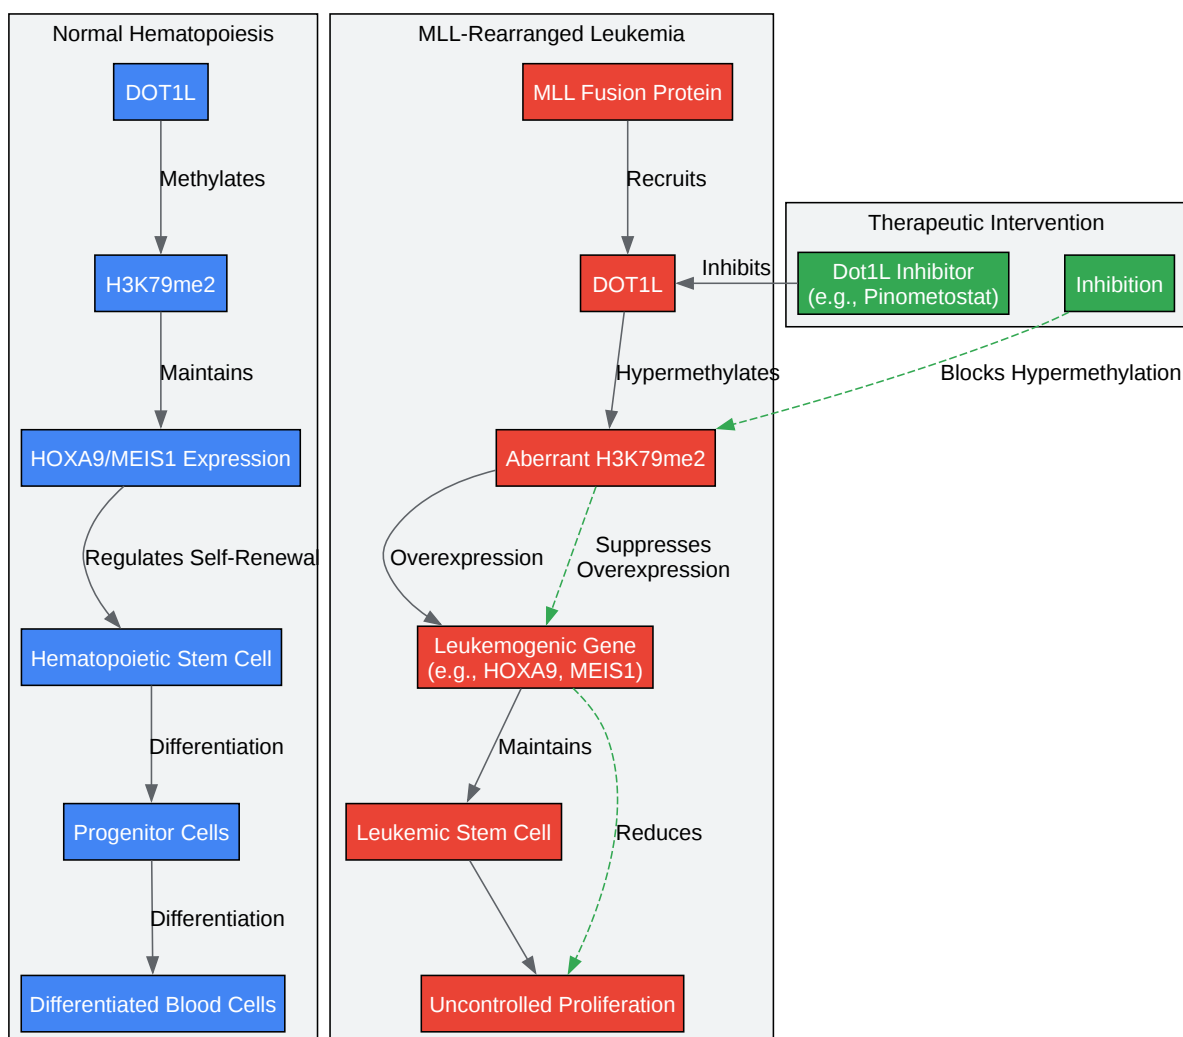 Normal Hematopoiesis
DOT1L
Methylates
H3K79me2
Maintains
HOXA9/MEIS1 Expression
Regulates Self-Renewal
Hematopoietic Stem Cell
Differentiation
Progenitor Cells
Differentiation
Differentiated Blood Cells
MLL-Rearranged Leukemia
MLL Fusion Protein
Recruits
DOT1L
Hypermethylates
Aberrant H3K79me2
Overexpression
Suppresses
Overexpression
Leukemogenic Gene
(e.g., HOXA9, MEIS1)
Maintains
Leukemic Stem Cell
Reduces
Uncontrolled Proliferation
Therapeutic Intervention
Inhibits
Dot1L Inhibitor
(e.g., Pinometostat)
Inhibition
Blocks Hypermethylation